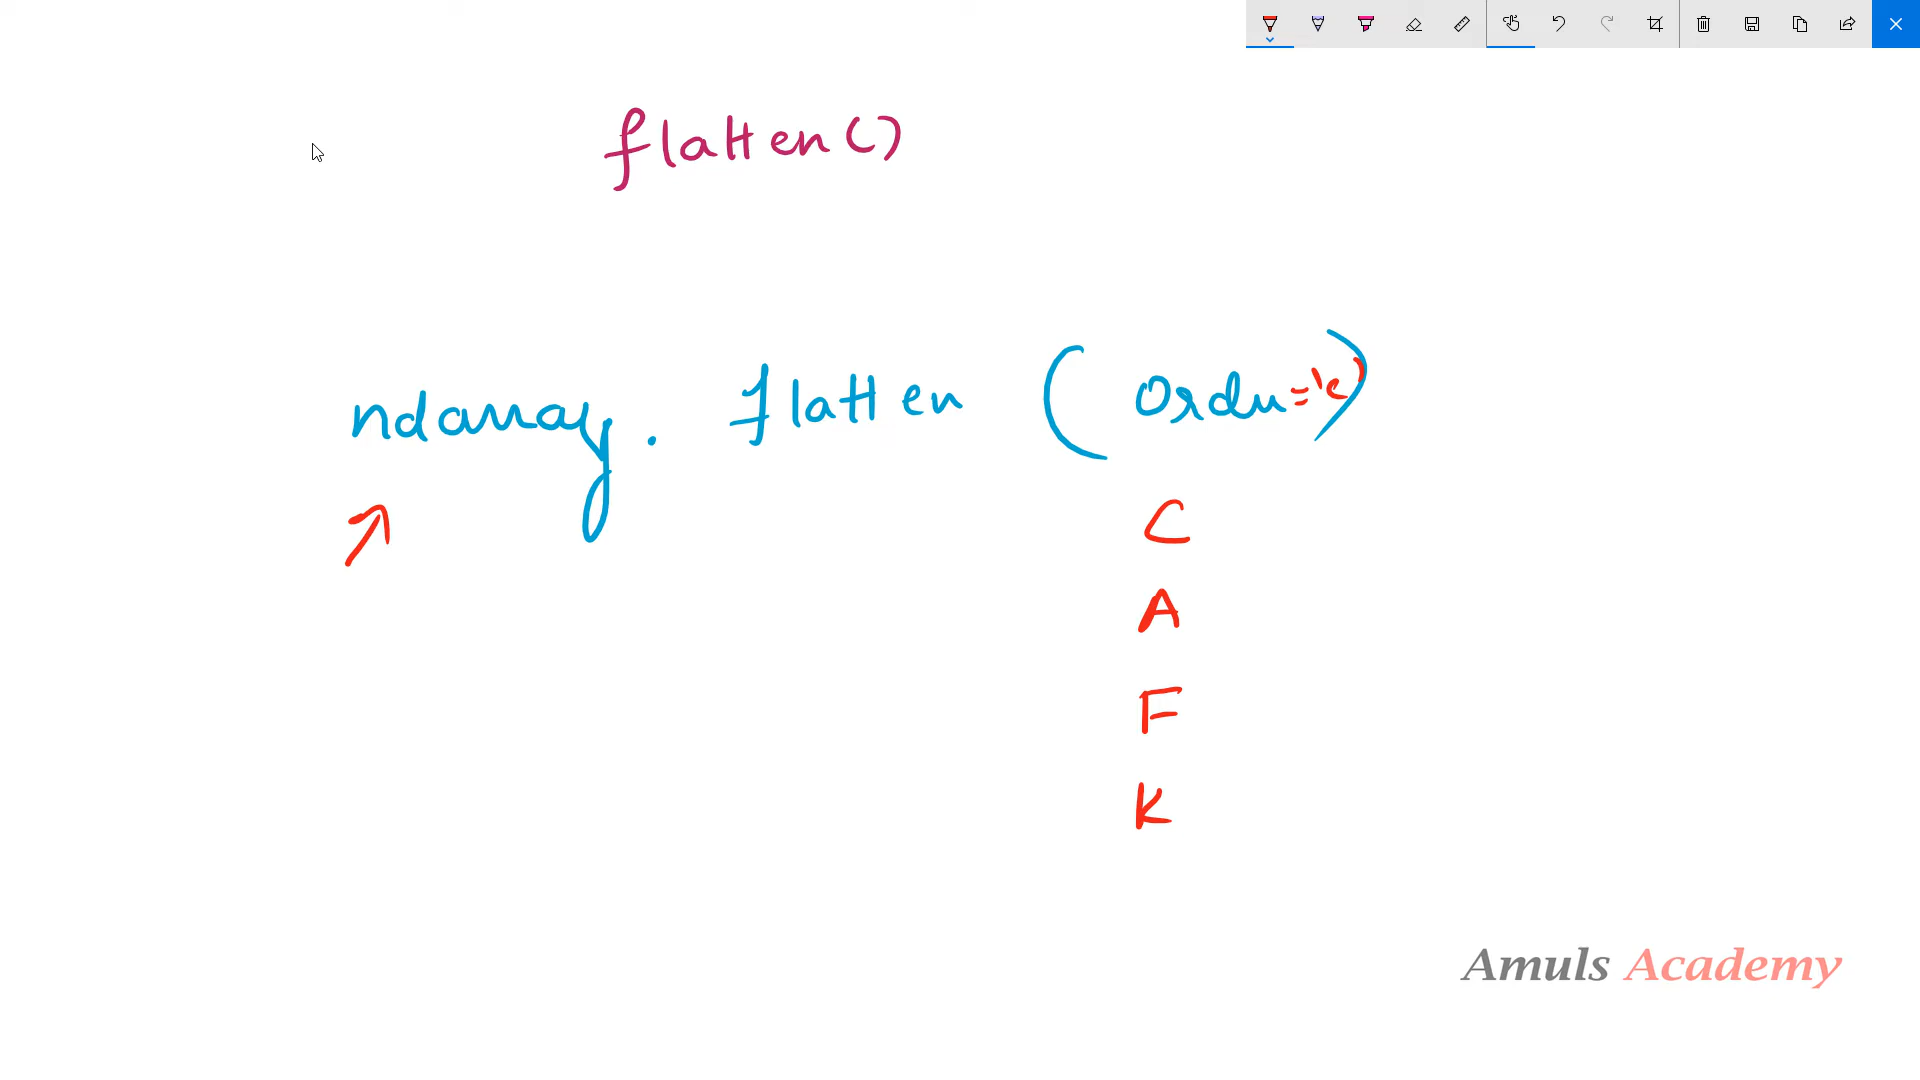 flatten()
ndarray. flatten (order='c')
C
A
F
K
Amuls Academy